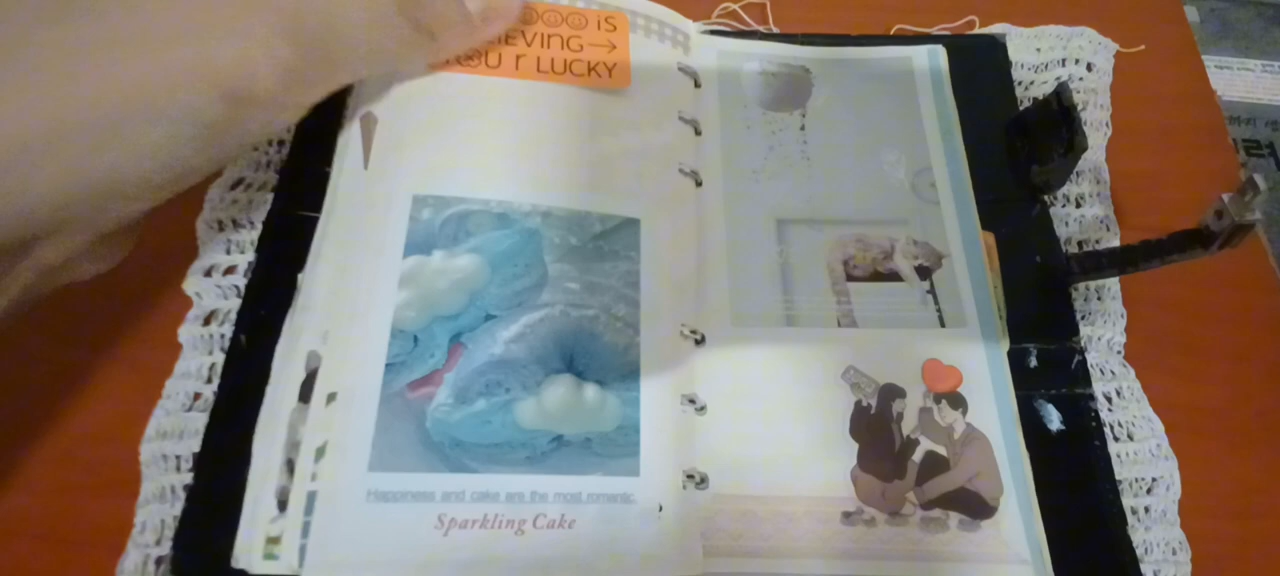 is
IEVING→
U r LUCKY
Happiness and cake are the most romantic.
Sparkling Cake